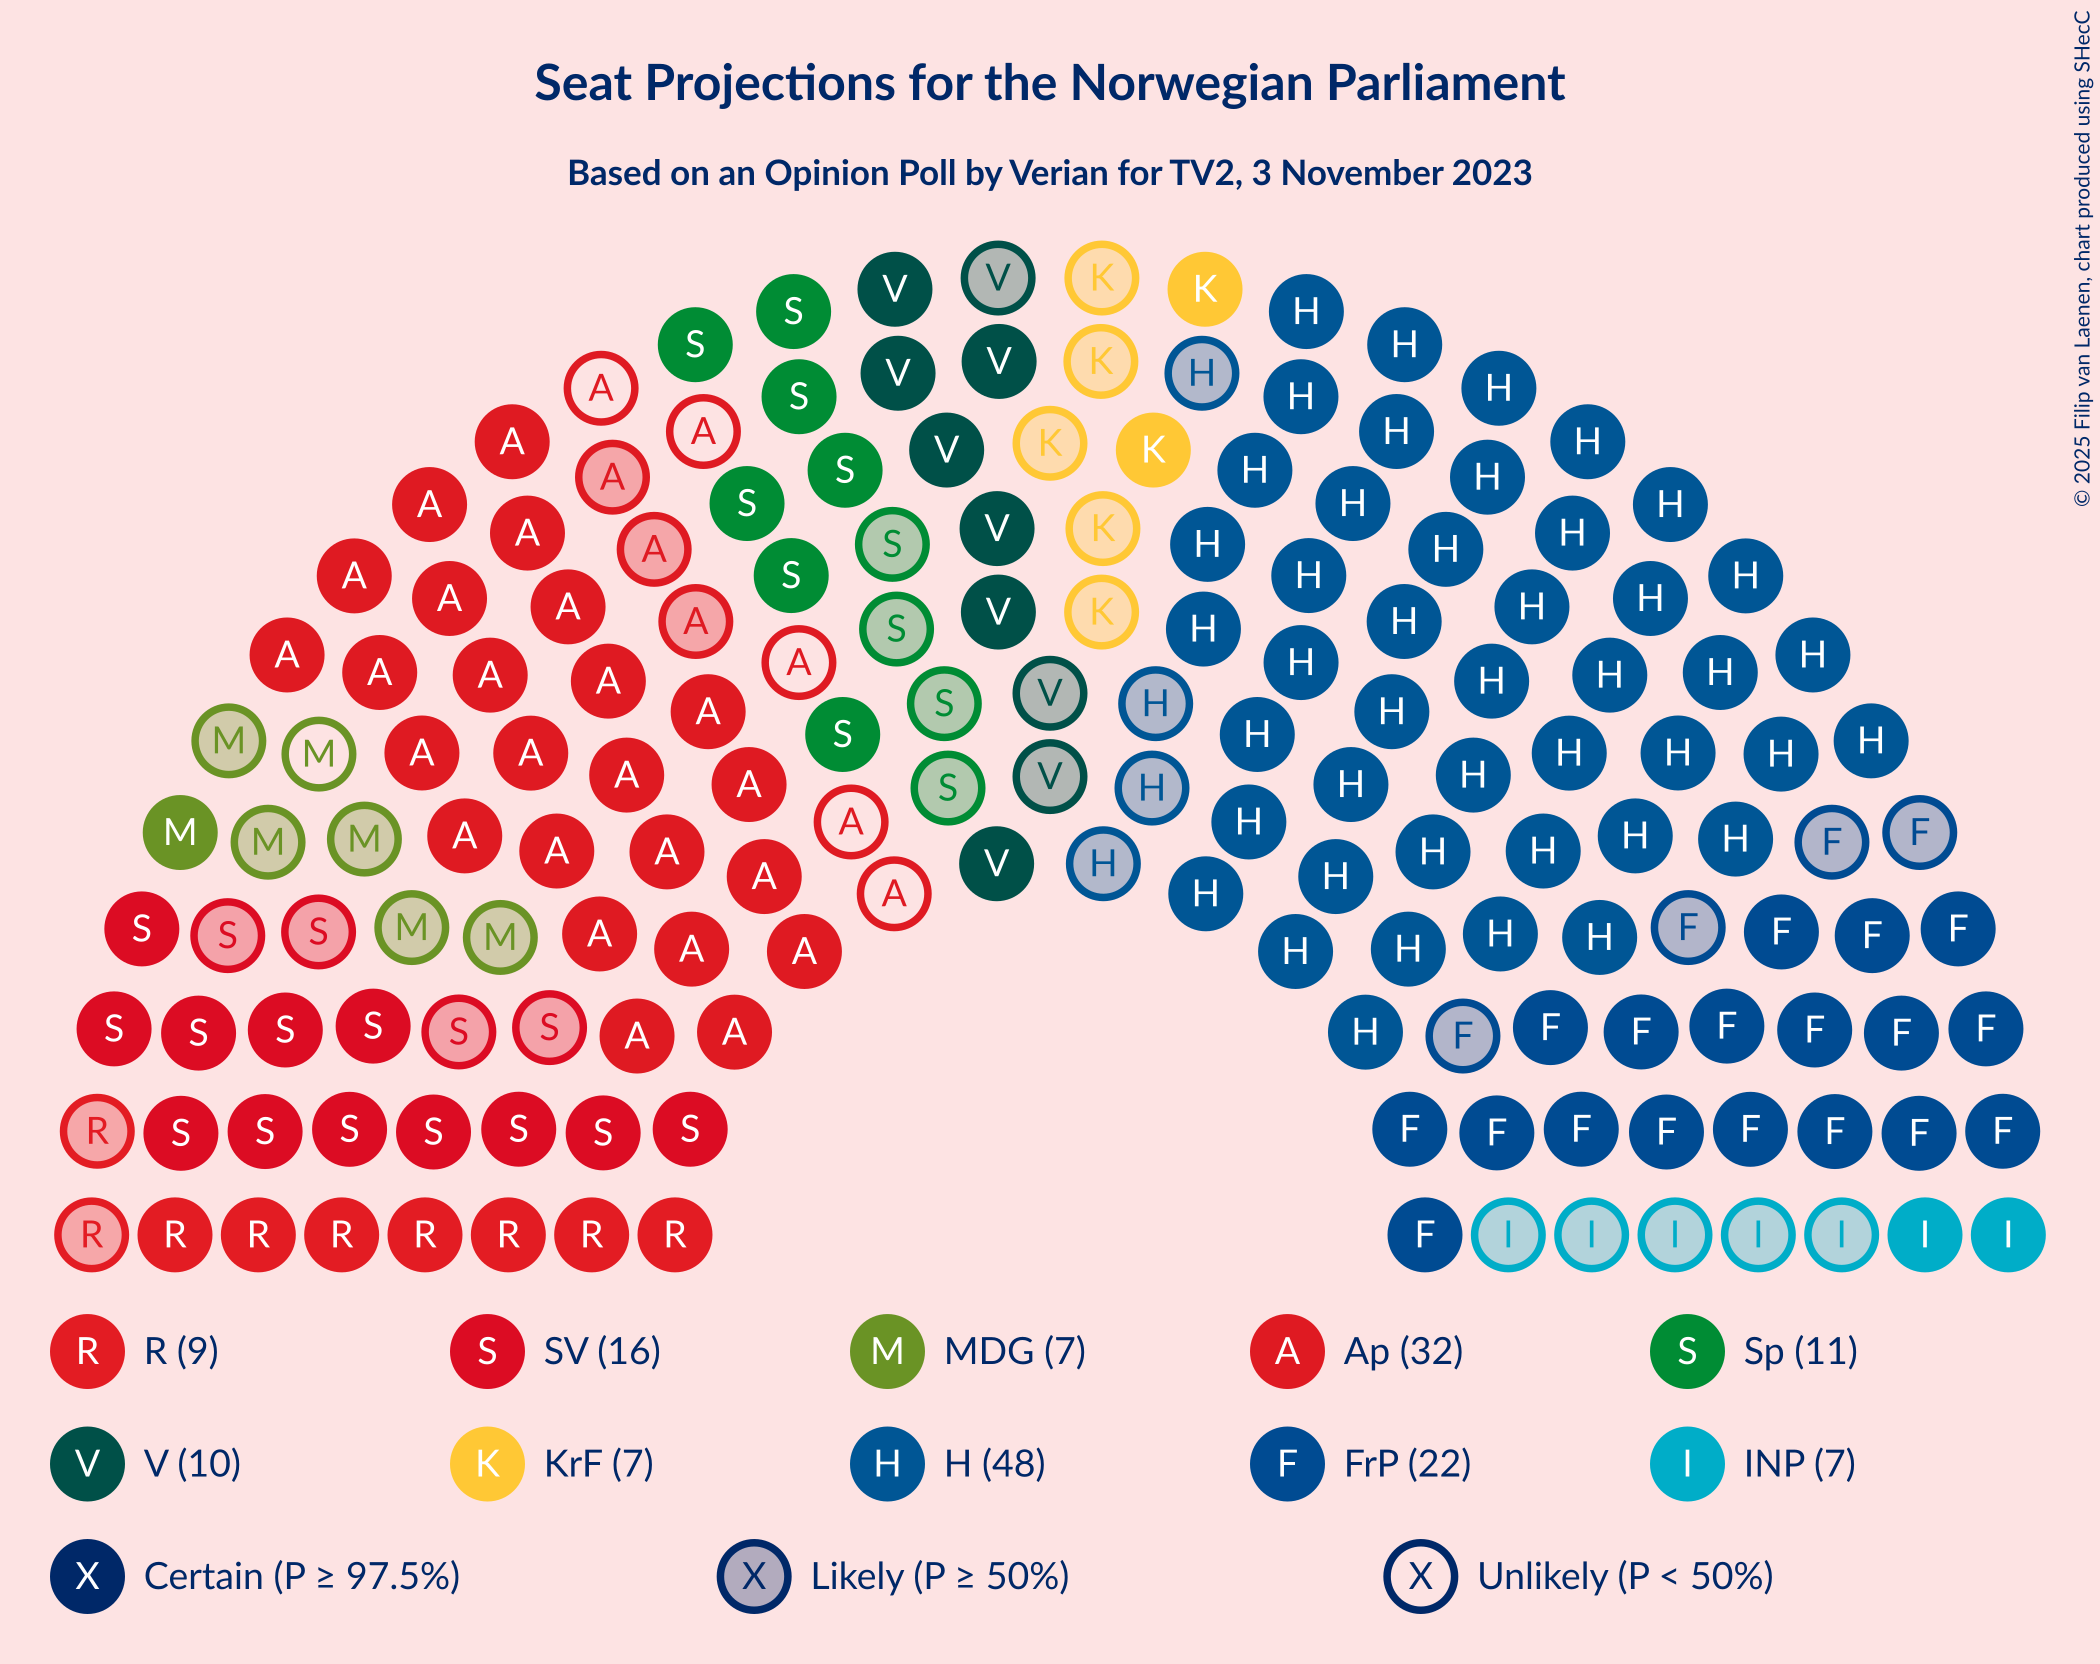 Seat Projections for the Norwegian Parliament
Based on an Opinion Poll by Verian for TV2, 3 November 2023
© 2025 Filip van Laenen, chart produced using SHecC
V K
V K
S H
S V K H H
A V V K H H
A S H H
A K
A A S V K H H
S H
A A S H
A S V K H H
A A S H H
A A A S H H
A A V K H H
A A S H H
A A H H
A A A H H H
A A A S V H H H H
M S H H
M M A A V H H H H H
A A H H
M M M A A A H H H F F
A A A H H
V H
A A H H
S S S M M A A A H H H F F F F
S S S S S S A A H F F F F F F F
R S S S S S S S F F F F F F F F
R R R R R R R R F I I I I I I I
R R (9) S SV (16) M MDG (7) A Ap (32) S Sp (11)
V V (10) K KrF (7) H H (48) F FrP (22) I INP (7)
X Certain (P ≥ 97.5%) X Likely (P ≥ 50%) X Unlikely (P < 50%)